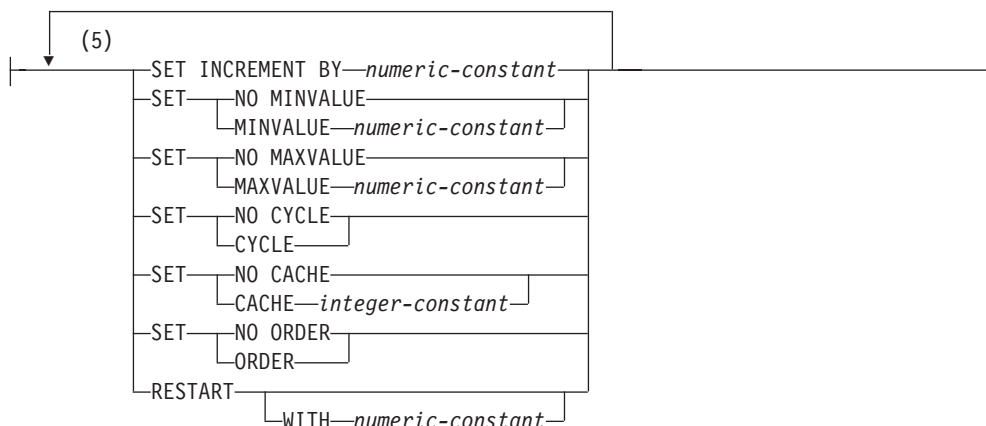 (5)
SET INCREMENT BY numeric-constant
SET NO MINVALUE
MINVALUE numeric-constant
SET NO MAXVALUE
MAXVALUE numeric-constant
SET NO CYCLE
CYCLE
SET NO CACHE
CACHE integer-constant
SET NO ORDER
ORDER
RESTART
WITH numeric-constant